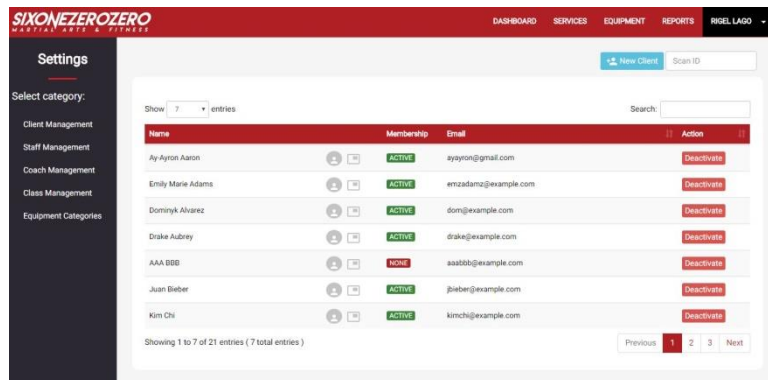 SIXONEZEROZERO
MARTIAL ARTS & FITNESS
DASHBOARD SERVICES EQUIPMENT REPORTS RIGEL LAGO
Settings
Select category:
Client Management
Staff Management
Coach Management
Class Management
Equipment Categories
New Client Scan ID
Show 7 entries Search:
Name Membership Email Action
Ay-Ayron Aaron ACTIVE ayayron@gmail.com Deactivate
Emily Marie Adams ACTIVE emzadamz@example.com Deactivate
Dominyk Alvarez ACTIVE dom@example.com Deactivate
Drake Aubrey ACTIVE drake@example.com Deactivate
AAA BBB NONE aaabbb@example.com Deactivate
Juan Bieber ACTIVE jbieber@example.com Deactivate
Kim Chi ACTIVE kimchi@example.com Deactivate
Showing 1 to 7 of 21 entries ( 7 total entries ) Previous 1 2 3 Next